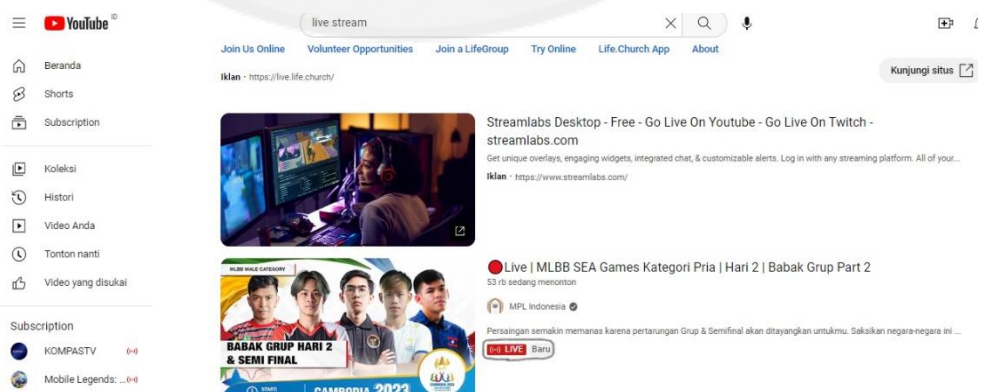 YouTube ID
live stream
Join Us Online Volunteer Opportunities Join a LifeGroup Try Online Life.Church App About
Iklan · https://live.life.church/
Kunjungi situs
Beranda
Shorts
Subscription
Koleksi
Histori
Video Anda
Tonton nanti
Video yang disukai
Subscription
KOMPASTV
Mobile Legends: ...
Streamlabs Desktop - Free - Go Live On Youtube - Go Live On Twitch -
streamlabs.com
Get unique overlays, engaging widgets, integrated chat, & customizable alerts. Log in with any streaming platform. All of your...
Iklan · https://www.streamlabs.com/
MLBB MALE CATEGORY
BABAK GRUP HARI 2
& SEMI FINAL
START
CAMBODIA 2023
Live | MLBB SEA Games Kategori Pria | Hari 2 | Babak Grup Part 2
53 rb sedang menonton
MPL Indonesia
Persaingan semakin memanas karena pertarungan Grup & Semifinal akan ditayangkan untukmu. Saksikan negara-negara ini ...
LIVE Baru